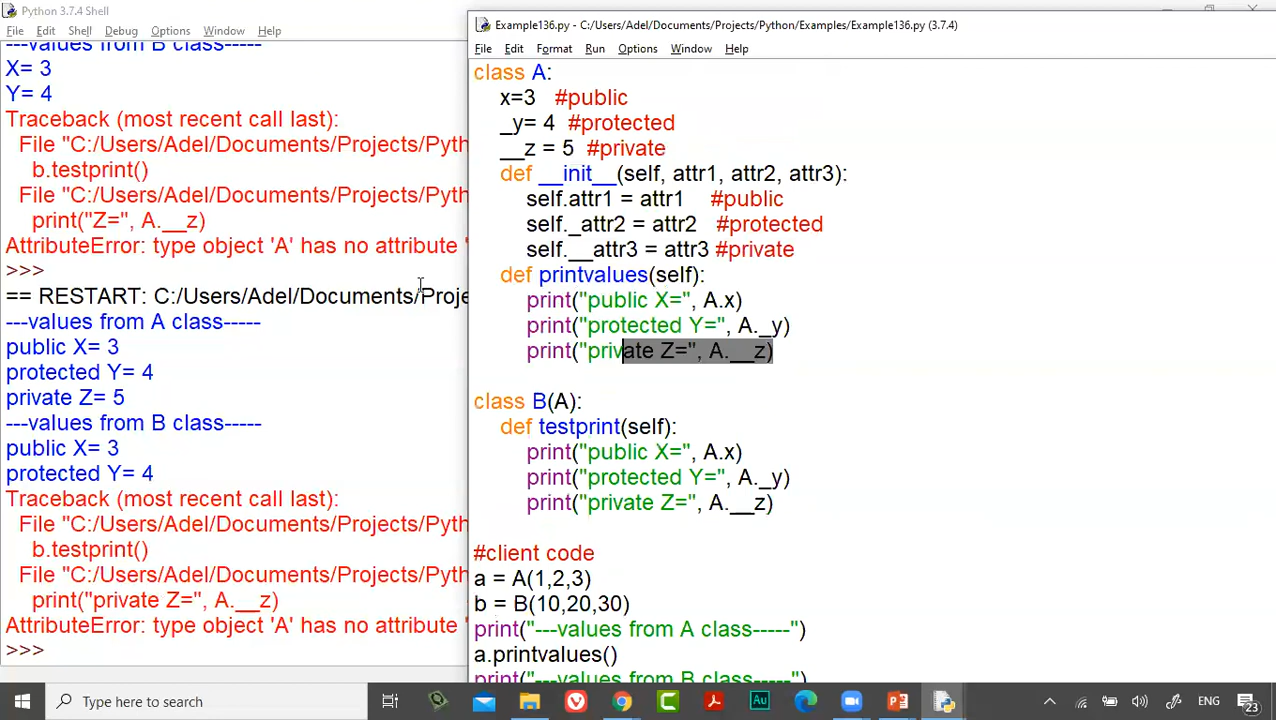 Python 3.7.4 Shell
File Edit Shell Debug Options Window Help
---values from B class-----
X= 3
Y= 4
Traceback (most recent call last):
File "C:/Users/Adel/Documents/Projects/Pyth
b.testprint()
File "C:/Users/Adel/Documents/Projects/Pyth
print("Z=", A.__z)
AttributeError: type object 'A' has no attribute '
>>>
== RESTART: C:/Users/Adel/Documents/Proje
---values from A class-----
public X= 3
protected Y= 4
private Z= 5
---values from B class-----
public X= 3
protected Y= 4
Traceback (most recent call last):
File "C:/Users/Adel/Documents/Projects/Pyth
b.testprint()
File "C:/Users/Adel/Documents/Projects/Pyth
print("private Z=", A.__z)
AttributeError: type object 'A' has no attribute '
>>>
Example136.py - C:/Users/Adel/Documents/Projects/Python/Examples/Example136.py (3.7.4)
File Edit Format Run Options Window Help
class A:
x=3 #public
_y= 4 #protected
__z = 5 #private
def __init__(self, attr1, attr2, attr3):
self.attr1 = attr1 #public
self._attr2 = attr2 #protected
self.__attr3 = attr3 #private
def printvalues(self):
print("public X=", A.x)
print("protected Y=", A._y)
print("private Z=", A.__z)
class B(A):
def testprint(self):
print("public X=", A.x)
print("protected Y=", A._y)
print("private Z=", A.__z)
#client code
a = A(1,2,3)
b = B(10,20,30)
print("---values from A class-----")
a.printvalues()
print("---values from B class-----")
Type here to search
Au
ENG
23